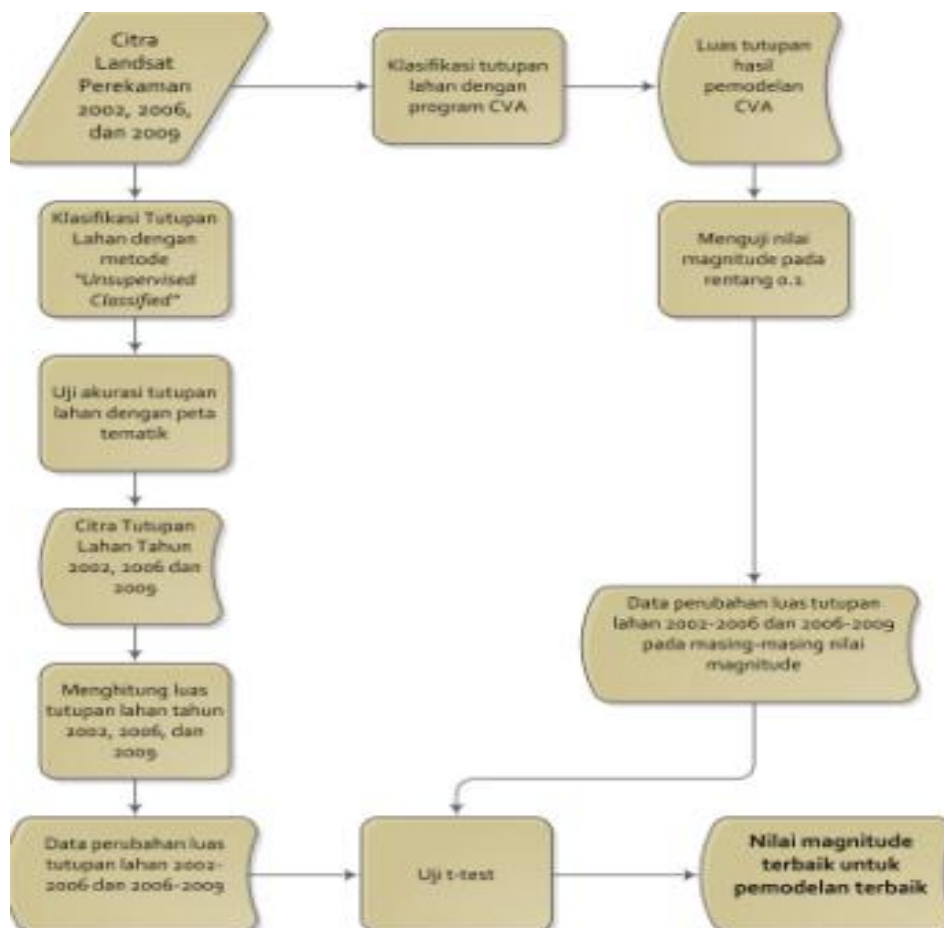 Citra
Landsat
Perekaman
2002, 2006,
dan 2009
Klasifikasi tutupan
lahan dengan
program CVA
Luas tutupan
hasil
pemodelan
CVA
Klasifikasi Tutupan
Lahan dengan
metode
"Unsupervised
Classified"
Menguji nilai
magnitude pada
rentang 0.1
Uji akurasi tutupan
lahan dengan peta
tematik
Citra Tutupan
Lahan Tahun
2002, 2006 dan
2009
Data perubahan luas tutupan
lahan 2002-2006 dan 2006-2009
pada masing-masing nilai
magnitude
Menghitung luas
tutupan lahan tahun
2002, 2006, dan
2009
Data perubahan luas
tutupan lahan 2002-
2006 dan 2006-2009
Uji t-test
Nilai magnitude
terbaik untuk
pemodelan terbaik